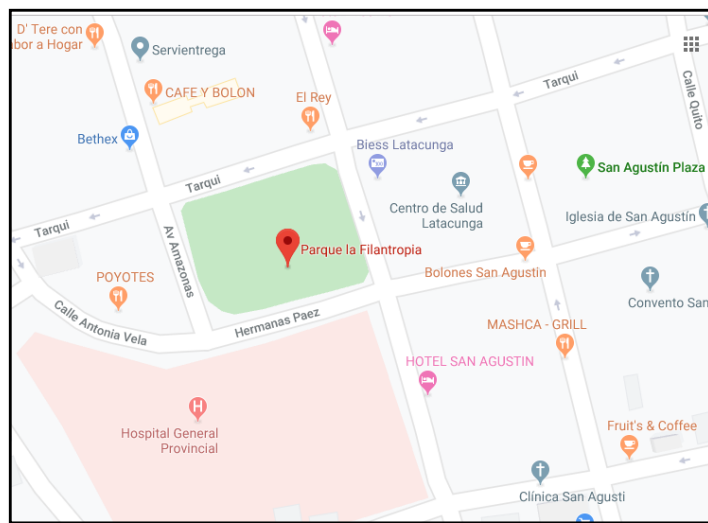 D' Tere con
bor a Hogar
Servientrega
CAFE Y BOLON
El Rey
Bethex
Tarqui
Calle Quito
Biess Latacunga
San Agustín Plaza
Centro de Salud
Latacunga
Tarqui
Iglesia de San Agustín
Tarqui
Av Amazonas
Parque la Filantropia
Bolones San Agustin
POYOTES
Convento San
Calle Antonia Vela
Hermanas Paez
MASHCA - GRILL
HOTEL SAN AGUSTIN
Hospital General
Provincial
Fruit's & Coffee
Clínica San Agusti